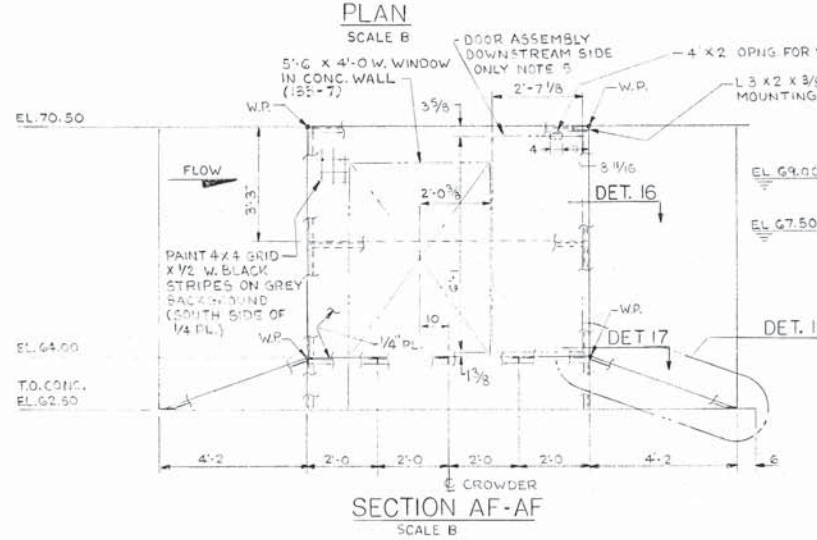 PLAN
SCALE B
5'-6 X 4'-0 W. WINDOW
IN CONC. WALL
(135-7)
DOOR ASSEMBLY
DOWNSTREAM SIDE
ONLY NOTE 5
4' X 2 OPNG. FOR
2'-7 1/8
W.P.
W.P.
L 3 X 2 X 3/8
MOUNTING
3 5/8
EL. 70.50
4
8 11/16
FLOW
3'-3"
2'-0 3/8
DET. 16
EL. 69.00
EL. 67.50
PAINT 4 X 4 GRID
X 1/2 W. BLACK
STRIPES ON GREY
BACKGROUND
(SOUTH SIDE OF
1/4 PL.)
10
W.P.
W.P.
1/4" PL.
DET 17
DET. 1
EL. 64.00
1 3/8
T.O. CONC.
EL. 62.50
4'-2
2'-0
2'-0
2'-0
2'-0
4'-2
6
℄ CROWDER
SECTION AF-AF
SCALE B